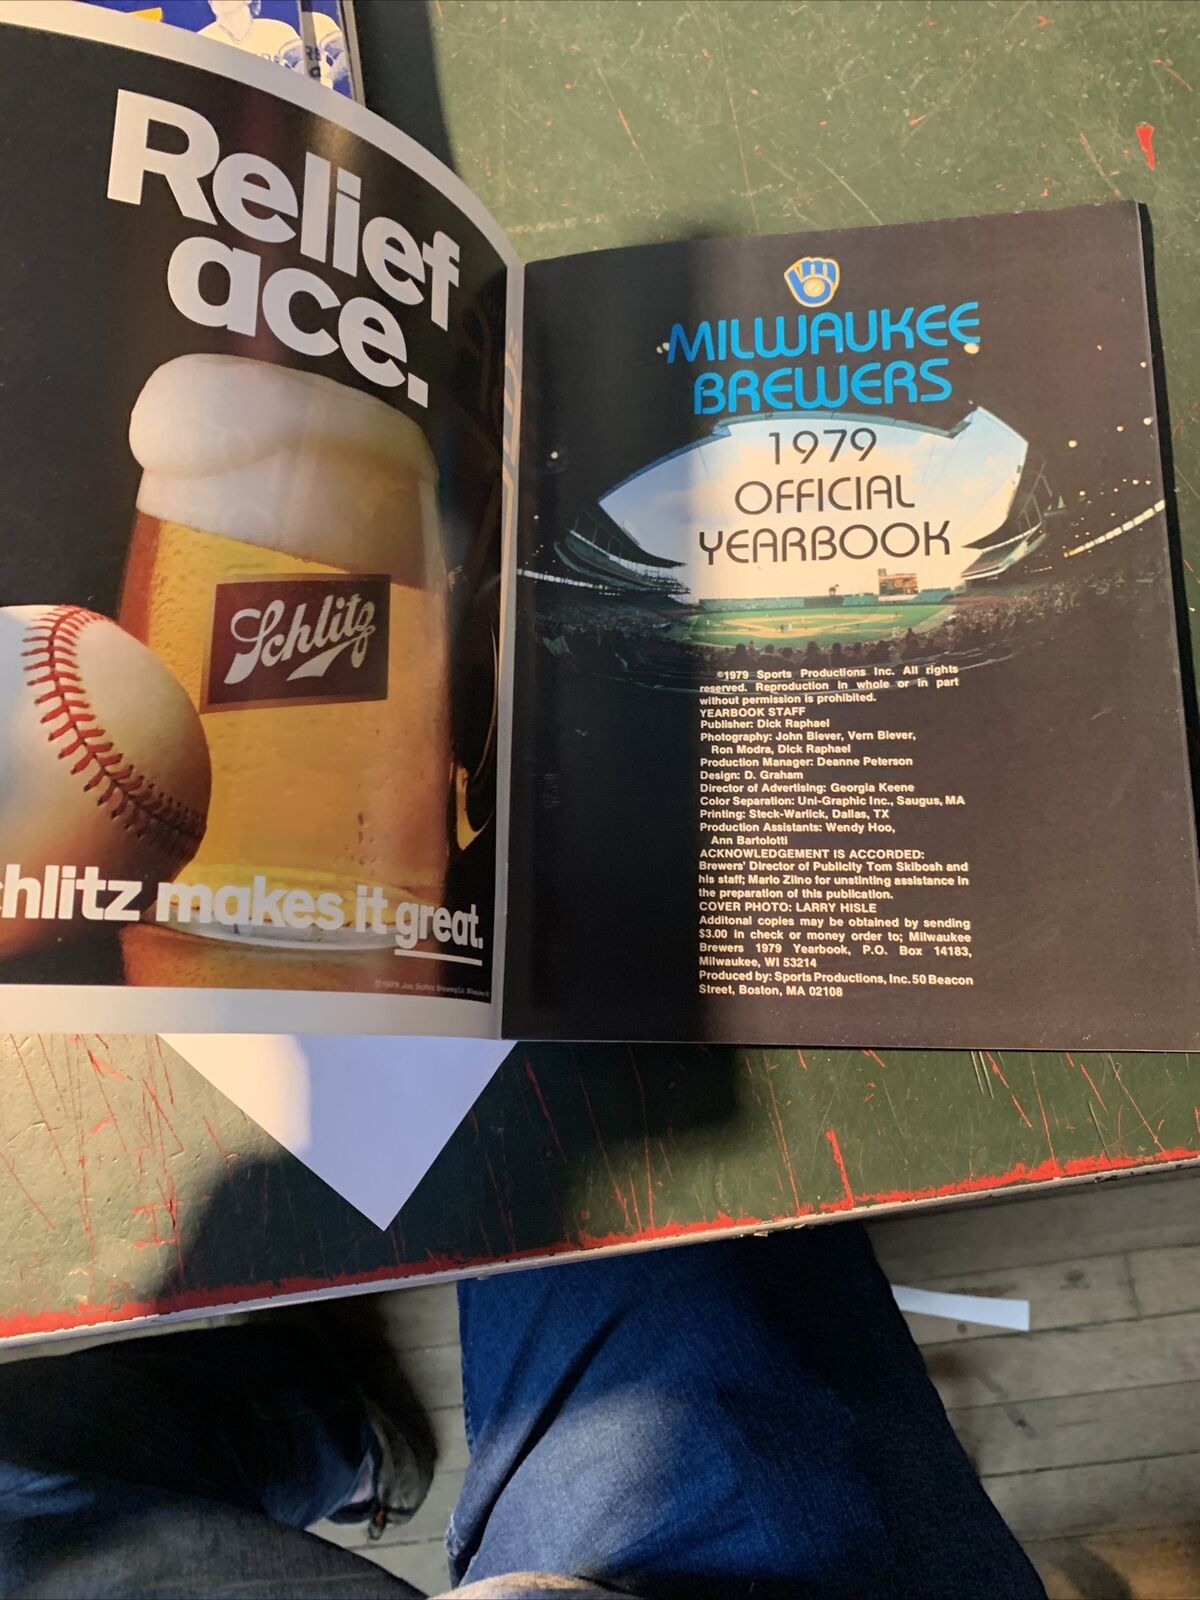 Relief
ace.
Schlitz
chlitz makes it great.
MILWAUKEE
BREWERS
1979
OFFICIAL
YEARBOOK
©1979 Sports Productions Inc. All rights
reserved. Reproduction in whole or in part
without permission is prohibited.
YEARBOOK STAFF
Publisher: Dick Raphael
Photography: John Biever, Vern Biever,
Ron Modra, Dick Raphael
Production Manager: Deanne Peterson
Design: D. Graham
Director of Advertising: Georgia Keene
Color Separation: Uni-Graphic Inc., Saugus, MA
Printing: Steck-Warlick, Dallas, TX
Production Assistants: Wendy Hoo,
Ann Bartolotti
ACKNOWLEDGEMENT IS ACCORDED:
Brewers' Director of Publicity Tom Skibosh and
his staff; Mario Ziino for unstinting assistance in
the preparation of this publication.
COVER PHOTO: LARRY HISLE
Additonal copies may be obtained by sending
$3.00 in check or money order to; Milwaukee
Brewers 1979 Yearbook, P.O. Box 14183,
Milwaukee, WI 53214
Produced by: Sports Productions, Inc. 50 Beacon
Street, Boston, MA 02108